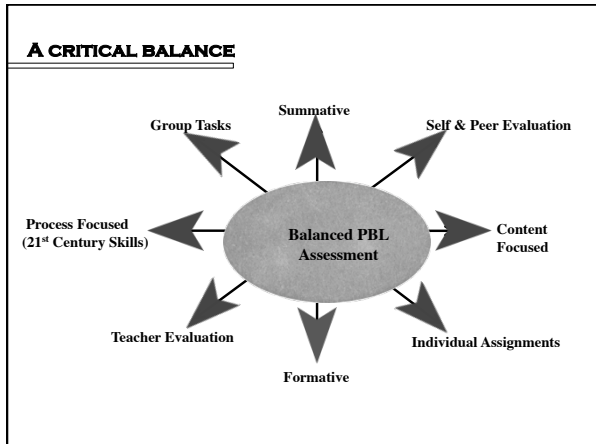 A CRITICAL BALANCE
Summative
Group Tasks
Self & Peer Evaluation
Process Focused
(21st Century Skills)
Balanced PBL
Assessment
Content
Focused
Teacher Evaluation
Individual Assignments
Formative